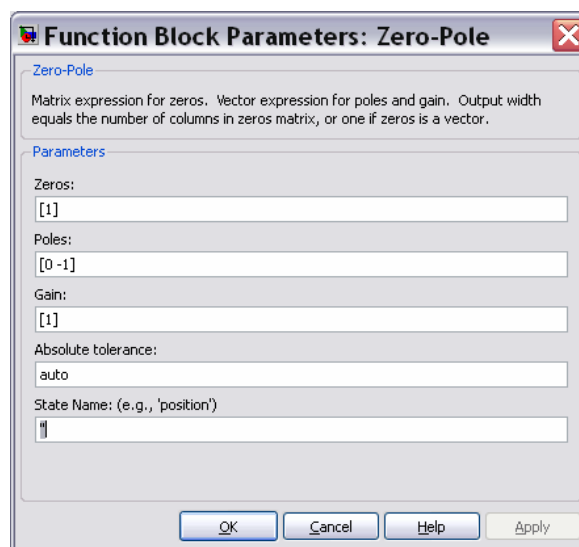 Function Block Parameters: Zero-Pole
Zero-Pole
Matrix expression for zeros. Vector expression for poles and gain. Output width
equals the number of columns in zeros matrix, or one if zeros is a vector.
Parameters
Zeros:
[1]
Poles:
[0 -1]
Gain:
[1]
Absolute tolerance:
auto
State Name: (e.g., 'position')
''
OK Cancel Help Apply